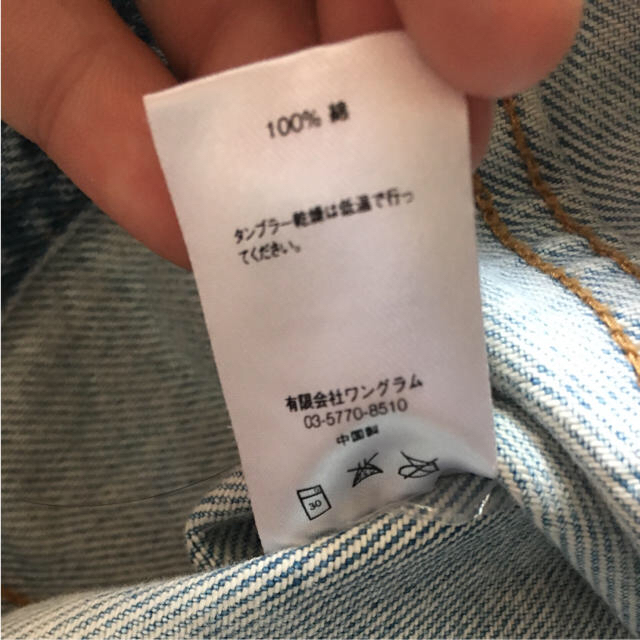 100% 綿
タンブラー乾燥は低温で行っ
てください。
有限会社ワングラム
03-5770-8510
中国製
30